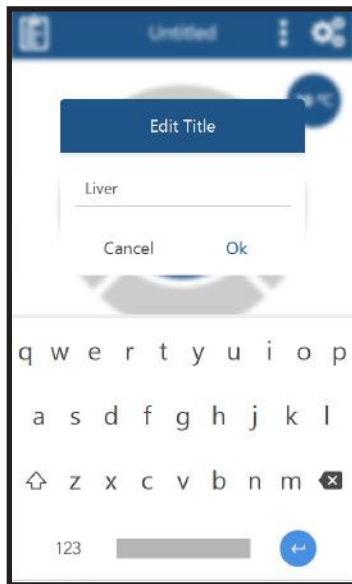 Untitled
Edit Title
Liver
Cancel Ok
q w e r t y u i o p
a s d f g h j k l
z x c v b n m
123